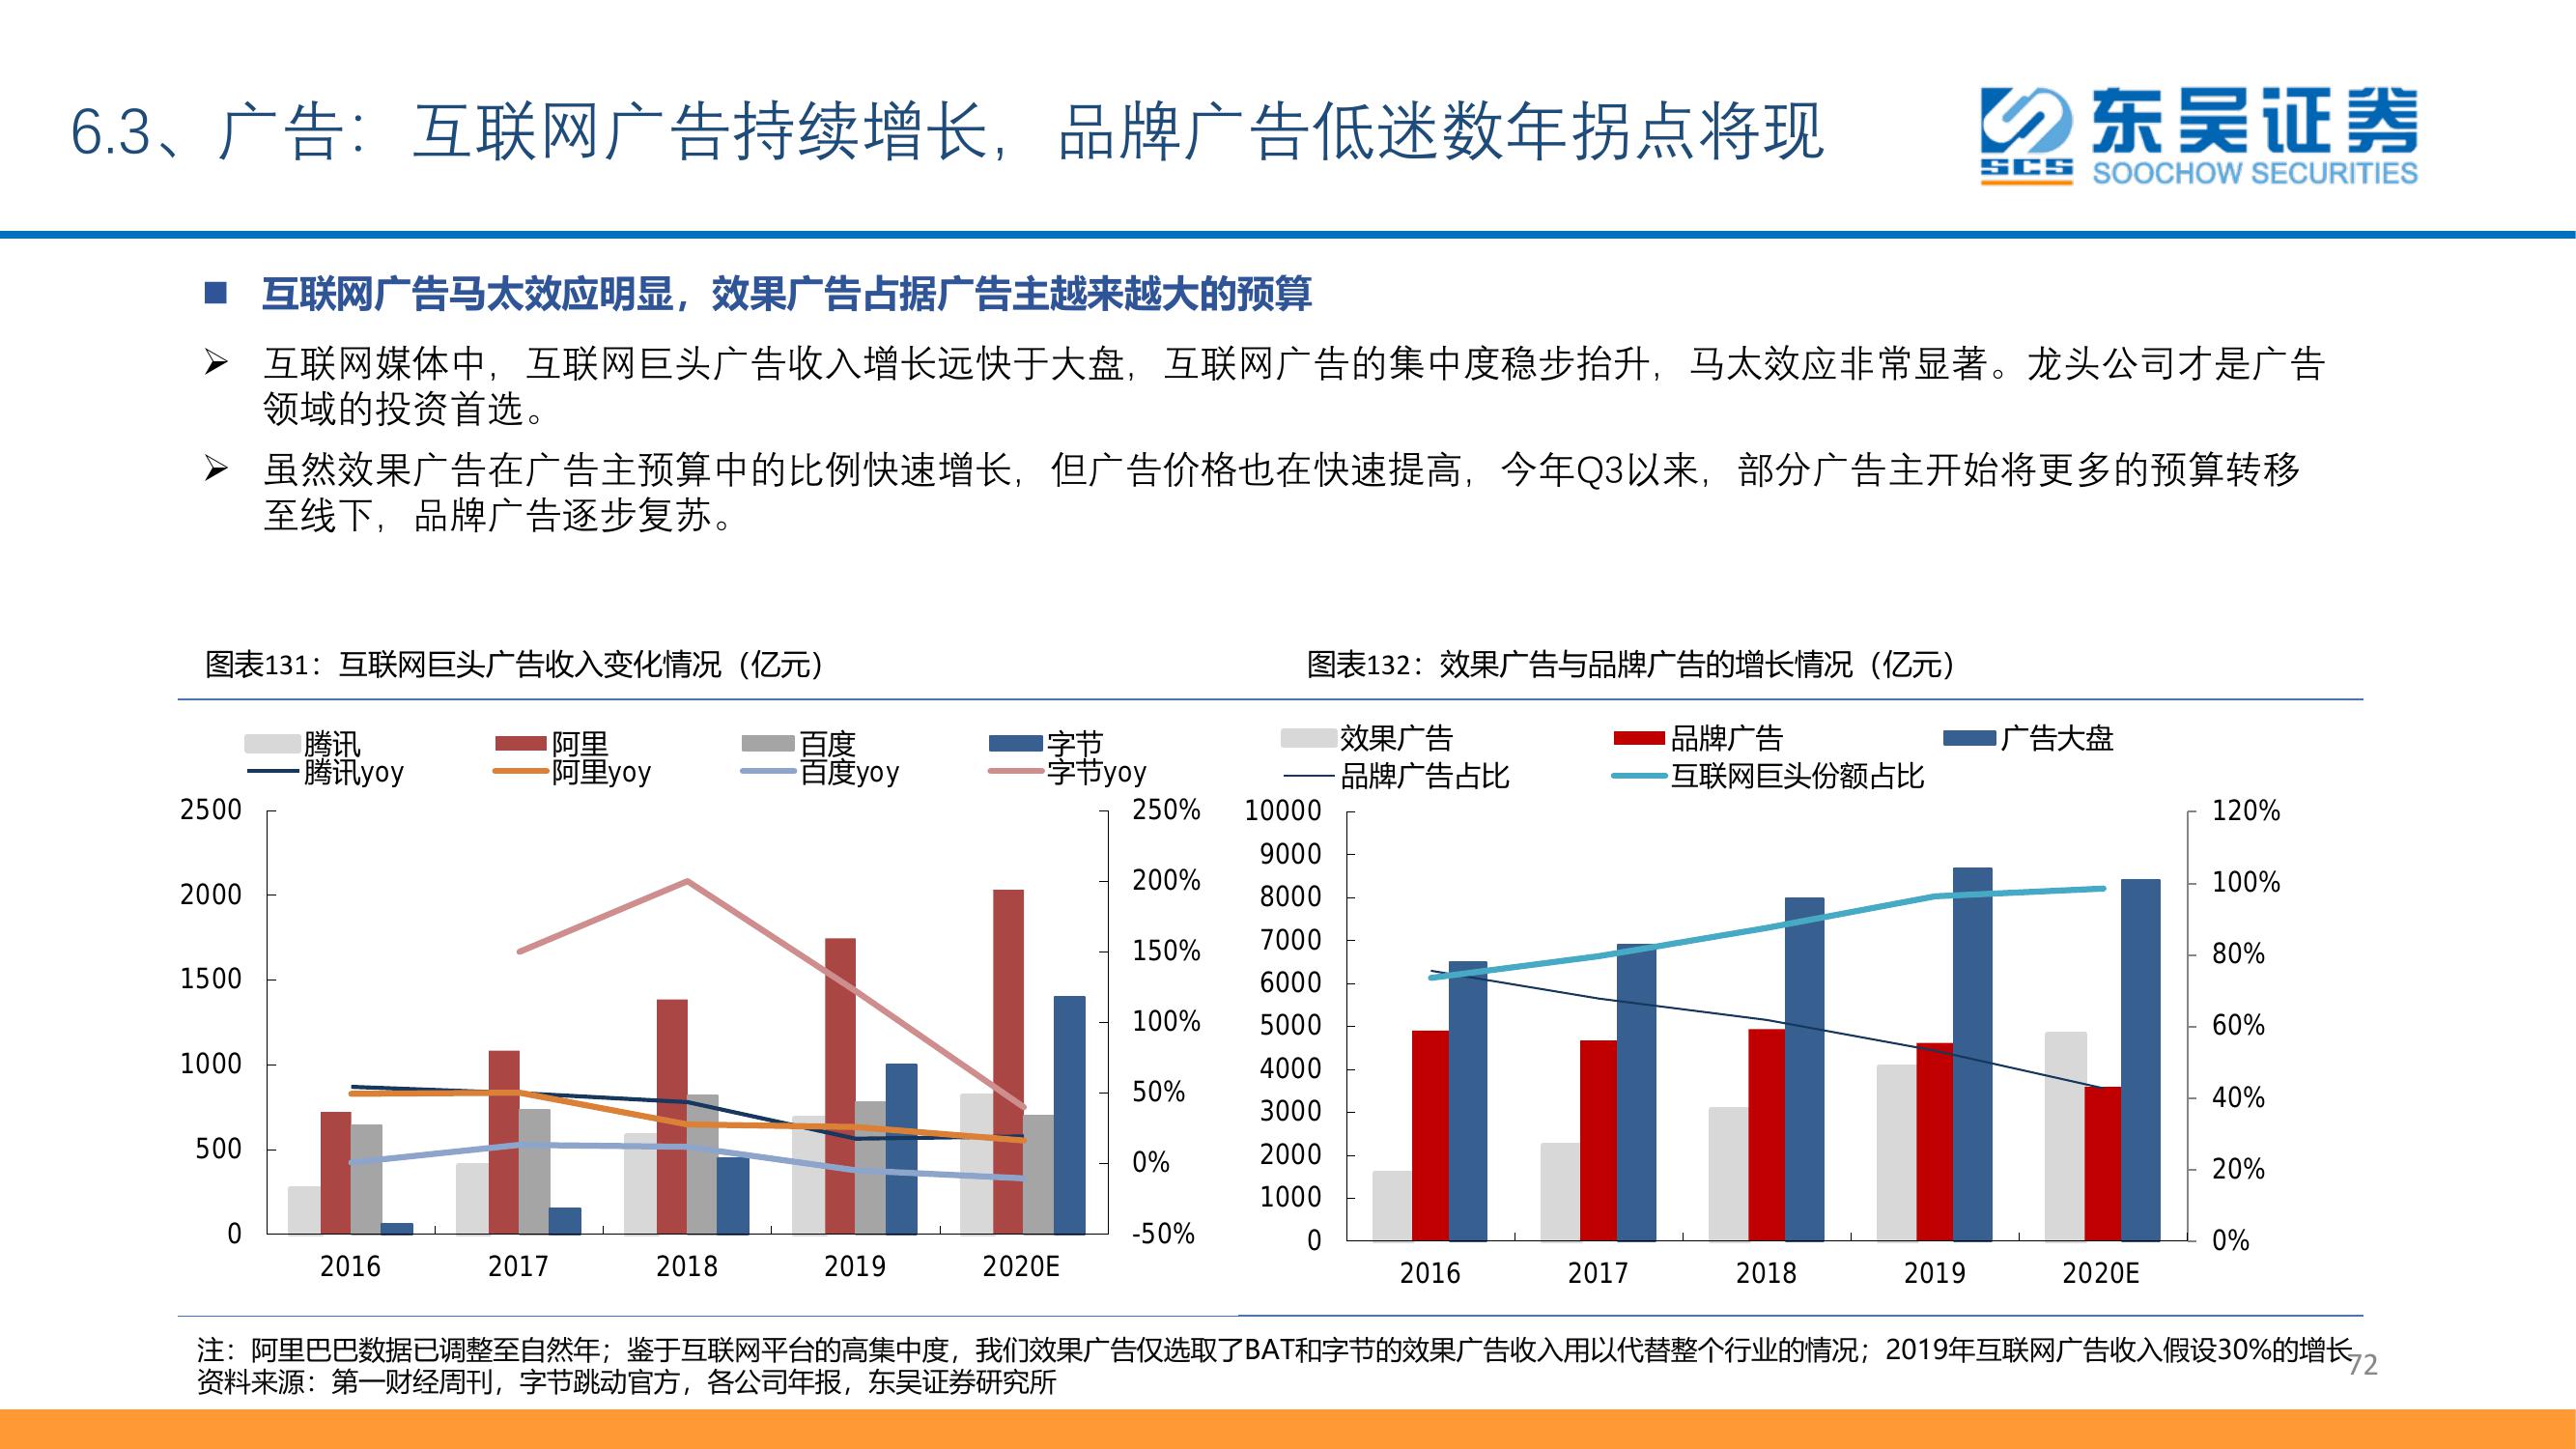 6.3、广告：互联网广告持续增长，品牌广告低迷数年拐点将现
东吴证券
SCS
SOOCHOW SECURITIES
互联网广告马太效应明显，效果广告占据广告主越来越大的预算
互联网媒体中，互联网巨头广告收入增长远快于大盘，互联网广告的集中度稳步抬升，马太效应非常显著。龙头公司才是广告
领域的投资首选。
虽然效果广告在广告主预算中的比例快速增长，但广告价格也在快速提高，今年Q3以来，部分广告主开始将更多的预算转移
至线下，品牌广告逐步复苏。
图表131：互联网巨头广告收入变化情况（亿元）
腾讯 阿里 百度 字节
腾讯yoy 阿里yoy 百度yoy 字节yoy
2500 250%
2000 200%
150%
1500
100%
1000
50%
500
0%
0 -50%
2016 2017 2018 2019 2020E
图表132：效果广告与品牌广告的增长情况（亿元）
效果广告 品牌广告 广告大盘
品牌广告占比 互联网巨头份额占比
10000 120%
9000
8000 100%
7000 80%
6000
5000 60%
4000
3000 40%
2000 20%
1000
0 0%
2016 2017 2018 2019 2020E
注：阿里巴巴数据已调整至自然年；鉴于互联网平台的高集中度，我们效果广告仅选取了BAT和字节的效果广告收入用以代替整个行业的情况；2019年互联网广告收入假设30%的增长
资料来源：第一财经周刊，字节跳动官方，各公司年报，东吴证券研究所
72